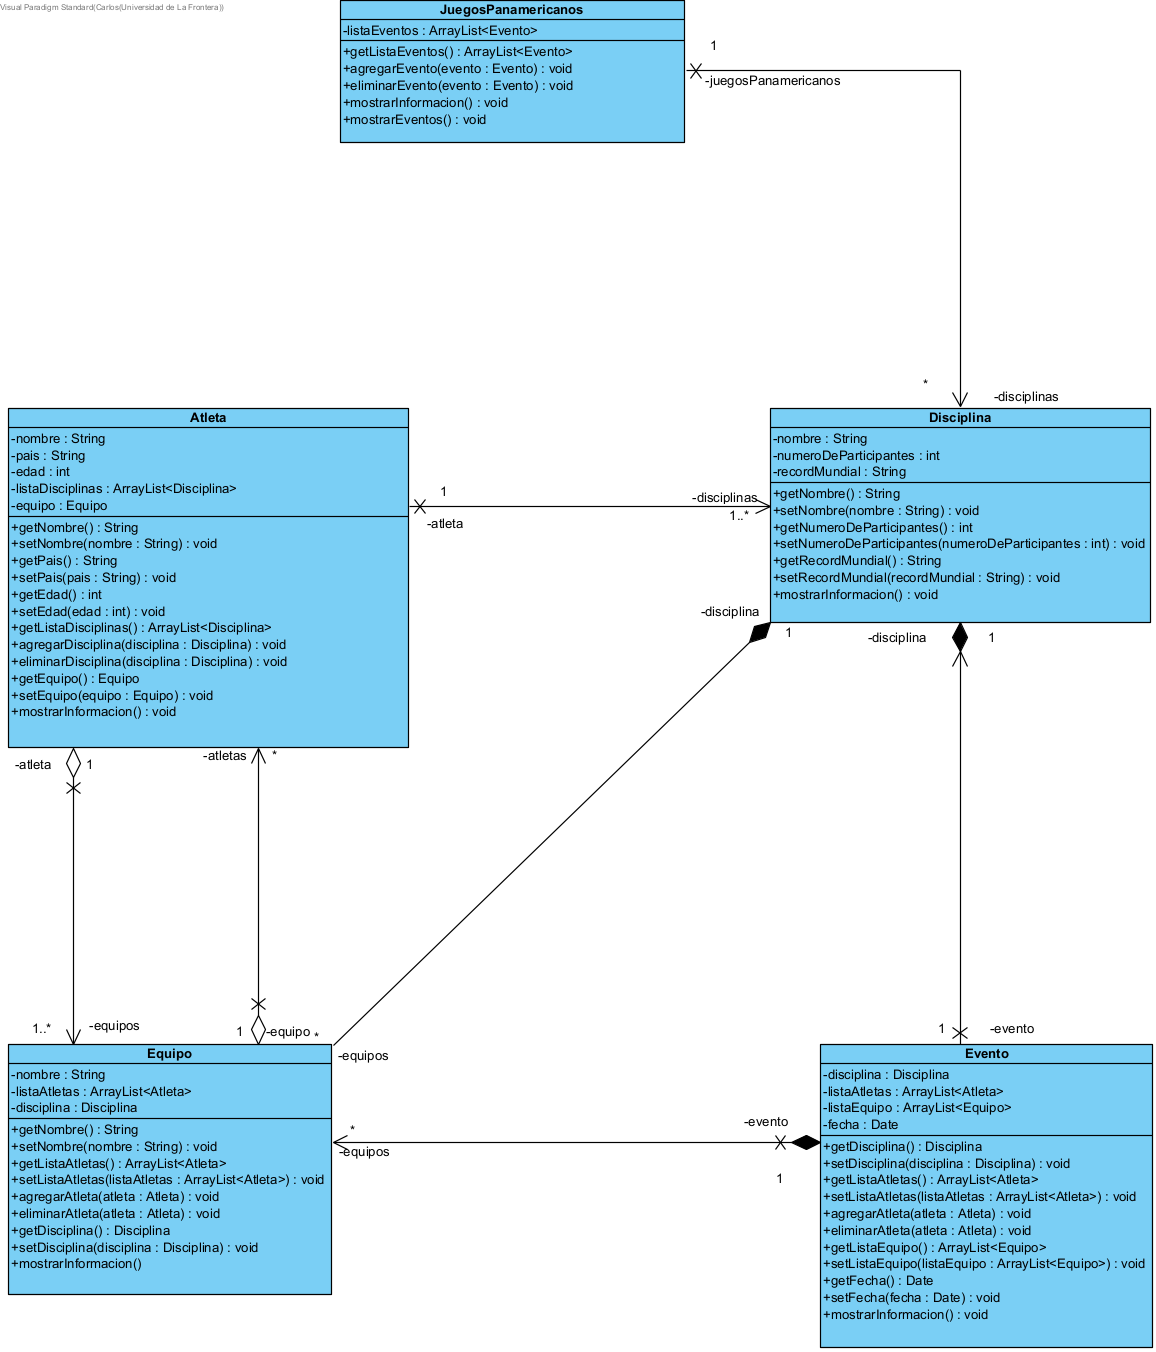 Visual Paradigm Standard(Carlos(Universidad de La Frontera))
JuegosPanamericanos
-listaEventos : ArrayList<Evento>
+getListaEventos() : ArrayList<Evento>
+agregarEvento(evento : Evento) : void
+eliminarEvento(evento : Evento) : void
+mostrarInformacion() : void
+mostrarEventos() : void
1
-juegosPanamericanos
*
-disciplinas
Atleta
-nombre : String
-pais : String
-edad : int
-listaDisciplinas : ArrayList<Disciplina>
-equipo : Equipo
+getNombre() : String
+setNombre(nombre : String) : void
+getPais() : String
+setPais(pais : String) : void
+getEdad() : int
+setEdad(edad : int) : void
+getListaDisciplinas() : ArrayList<Disciplina>
+agregarDisciplina(disciplina : Disciplina) : void
+eliminarDisciplina(disciplina : Disciplina) : void
+getEquipo() : Equipo
+setEquipo(equipo : Equipo) : void
+mostrarInformacion() : void
1
-atleta
-disciplinas
1..*
Disciplina
-nombre : String
-numeroDeParticipantes : int
-recordMundial : String
+getNombre() : String
+setNombre(nombre : String) : void
+getNumeroDeParticipantes() : int
+setNumeroDeParticipantes(numeroDeParticipantes : int) : void
+getRecordMundial() : String
+setRecordMundial(recordMundial : String) : void
+mostrarInformacion() : void
-disciplina
1
-disciplina
1
-atleta
1
-atletas
*
1..*
-equipos
1
-equipo
*
-equipos
1
-evento
Equipo
-nombre : String
-listaAtletas : ArrayList<Atleta>
-disciplina : Disciplina
+getNombre() : String
+setNombre(nombre : String) : void
+getListaAtletas() : ArrayList<Atleta>
+setListaAtletas(listaAtletas : ArrayList<Atleta>) : void
+agregarAtleta(atleta : Atleta) : void
+eliminarAtleta(atleta : Atleta) : void
+getDisciplina() : Disciplina
+setDisciplina(disciplina : Disciplina) : void
+mostrarInformacion()
*
-equipos
-evento
1
Evento
-disciplina : Disciplina
-listaAtletas : ArrayList<Atleta>
-listaEquipo : ArrayList<Equipo>
-fecha : Date
+getDisciplina() : Disciplina
+setDisciplina(disciplina : Disciplina) : void
+getListaAtletas() : ArrayList<Atleta>
+setListaAtletas(listaAtletas : ArrayList<Atleta>) : void
+agregarAtleta(atleta : Atleta) : void
+eliminarAtleta(atleta : Atleta) : void
+getListaEquipo() : ArrayList<Equipo>
+setListaEquipo(listaEquipo : ArrayList<Equipo>) : void
+getFecha() : Date
+setFecha(fecha : Date) : void
+mostrarInformacion() : void